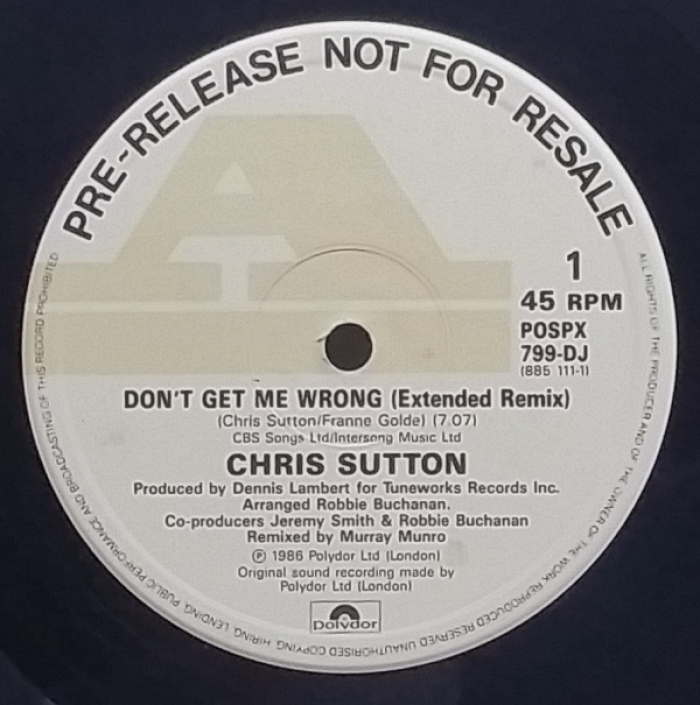 PRE-RELEASE NOT FOR RESALE
A
1
45 RPM
POSPX
799-DJ
(885 111-1)
DON'T GET ME WRONG (Extended Remix)
(Chris Sutton/Franne Golde) (7.07)
CBS Songs Ltd/Intersong Music Ltd
CHRIS SUTTON
Produced by Dennis Lambert for Tuneworks Records Inc.
Arranged Robbie Buchanan.
Co-producers Jeremy Smith & Robbie Buchanan
Remixed by Murray Munro
℗ 1986 Polydor Ltd (London)
Original sound recording made by
Polydor Ltd (London)
Polydor
ALL RIGHTS OF THE PRODUCER AND OF THE OWNER OF THE WORK REPRODUCED RESERVED UNAUTHORISED COPYING, HIRING, LENDING, PUBLIC PERFORMANCE AND BROADCASTING OF THIS RECORD PROHIBITED